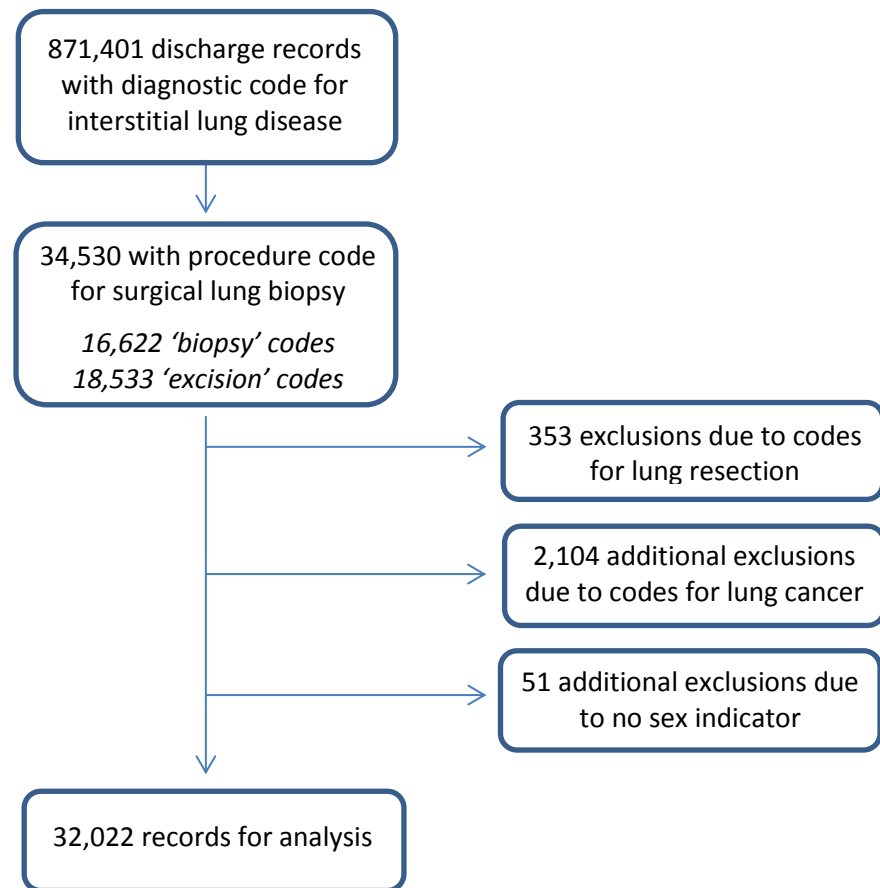 871,401 discharge records
with diagnostic code for
interstitial lung disease
34,530 with procedure code
for surgical lung biopsy
16,622 ‘biopsy’ codes
18,533 ‘excision’ codes
353 exclusions due to codes
for lung resection
2,104 additional exclusions
due to codes for lung cancer
51 additional exclusions due
to no sex indicator
32,022 records for analysis